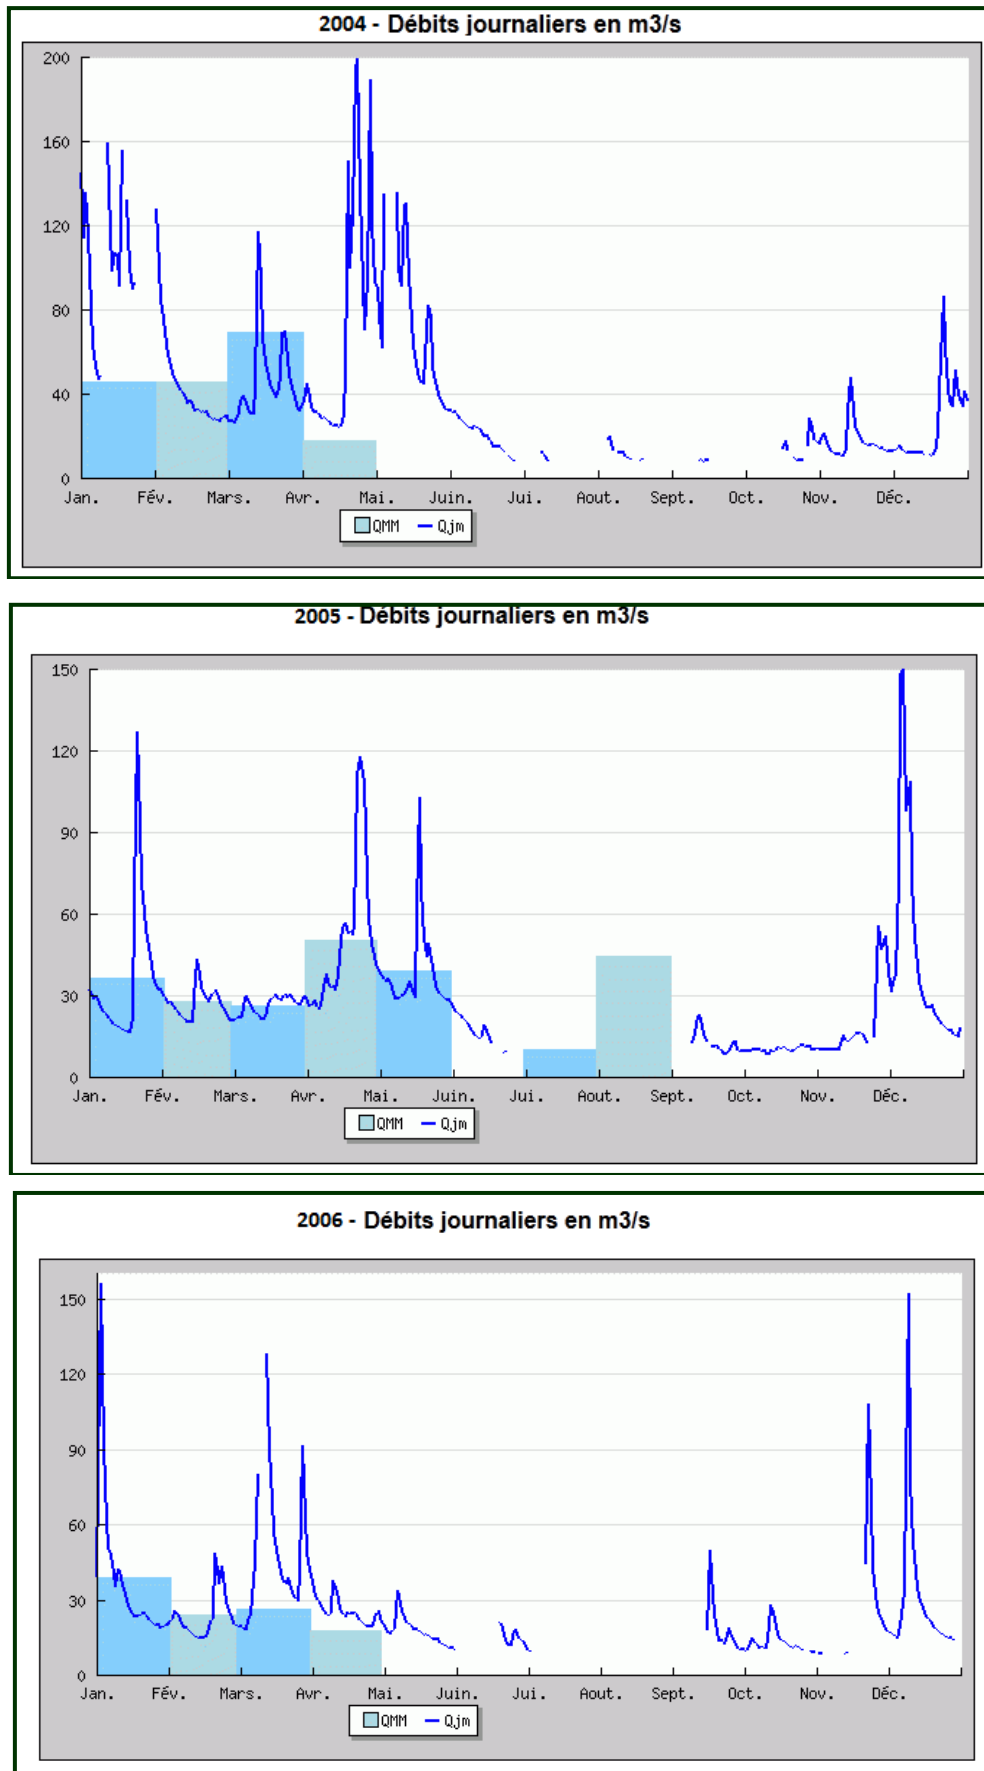 2004 - Débits journaliers en m3/s
200
160
120
80
40
0
Jan. Fév. Mars. Avr. Mai. Juin. Jui. Aout. Sept. Oct. Nov. Déc.
QMM Qjm
2005 - Débits journaliers en m3/s
150
120
90
60
30
0
Jan. Fév. Mars. Avr. Mai. Juin. Jui. Aout. Sept. Oct. Nov. Déc.
QMM Qjm
2006 - Débits journaliers en m3/s
150
120
90
60
30
0
Jan. Fév. Mars. Avr. Mai. Juin. Jui. Aout. Sept. Oct. Nov. Déc.
QMM Qjm